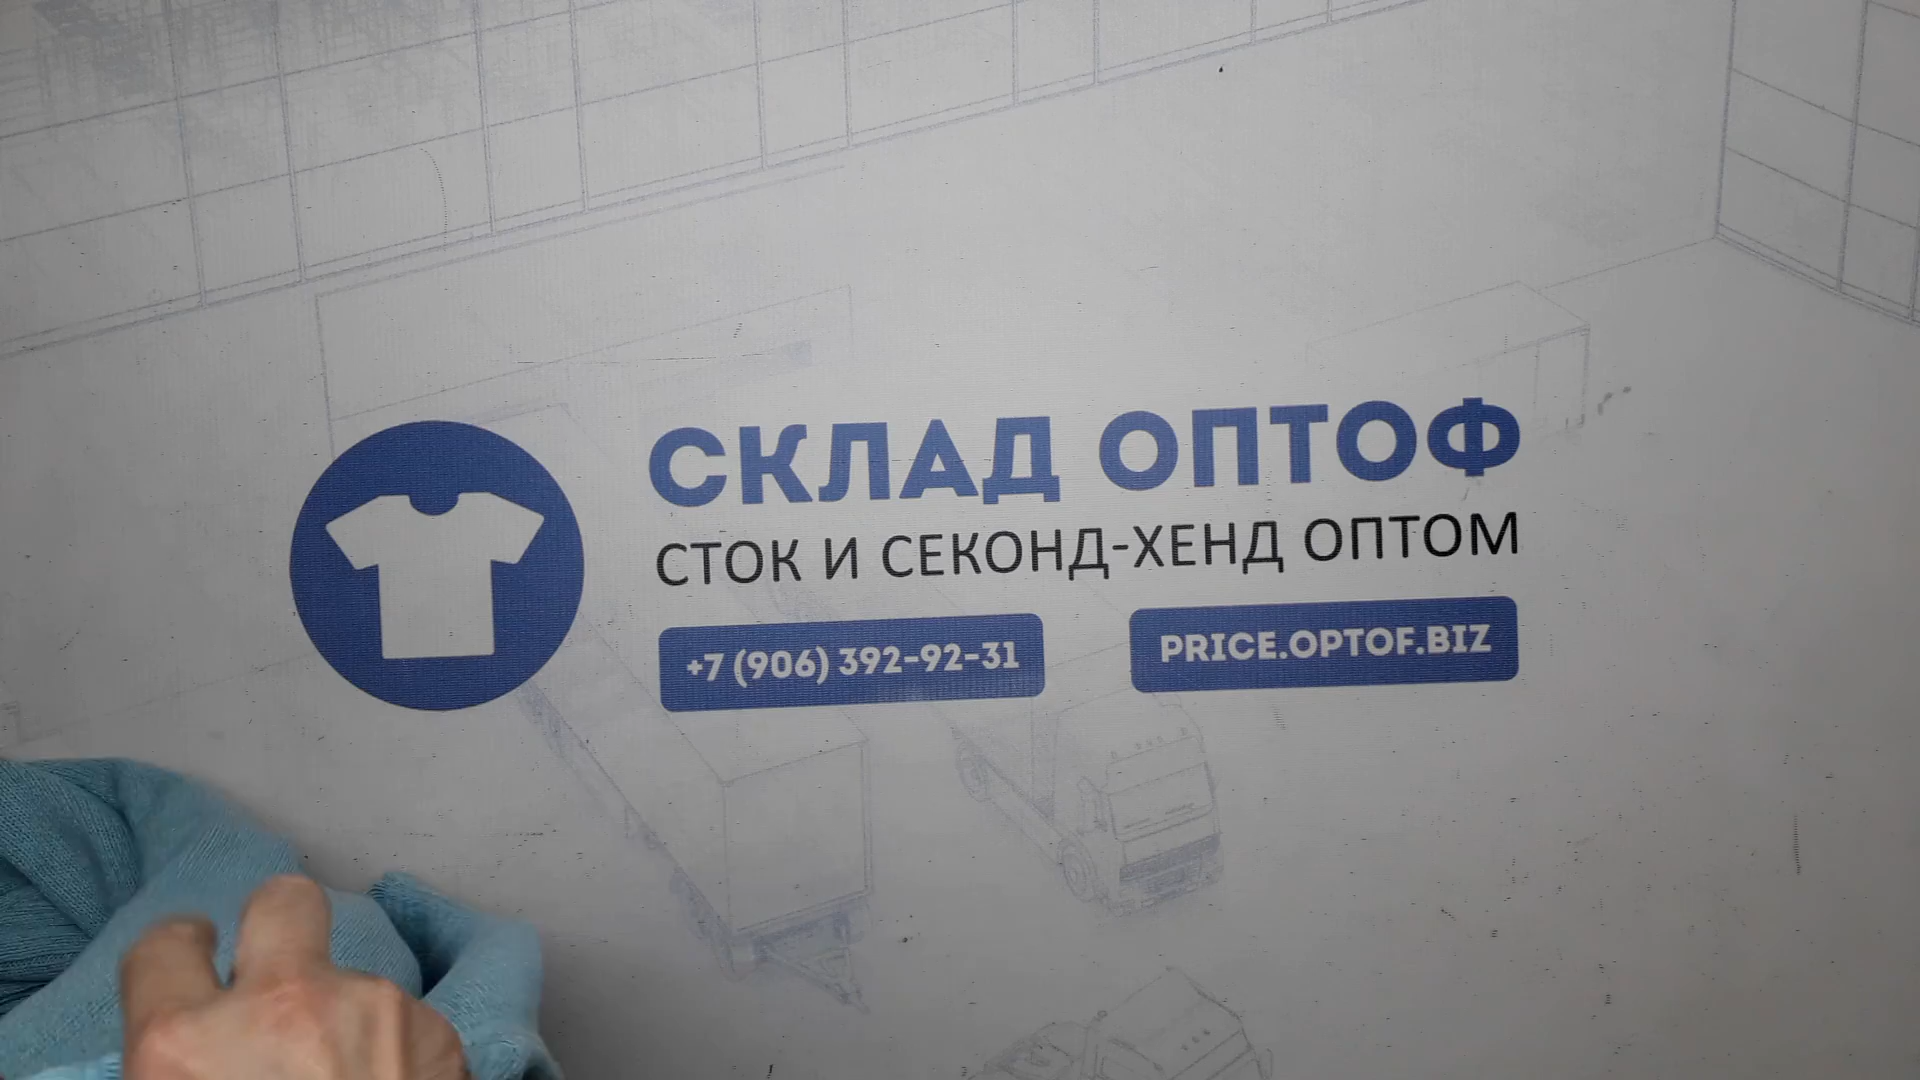 СКЛАД ОПТОФ
СТОК И СЕКОНД-ХЕНД ОПТОМ
+7 (906) 392-92-31
PRICE.OPTOF.BIZ